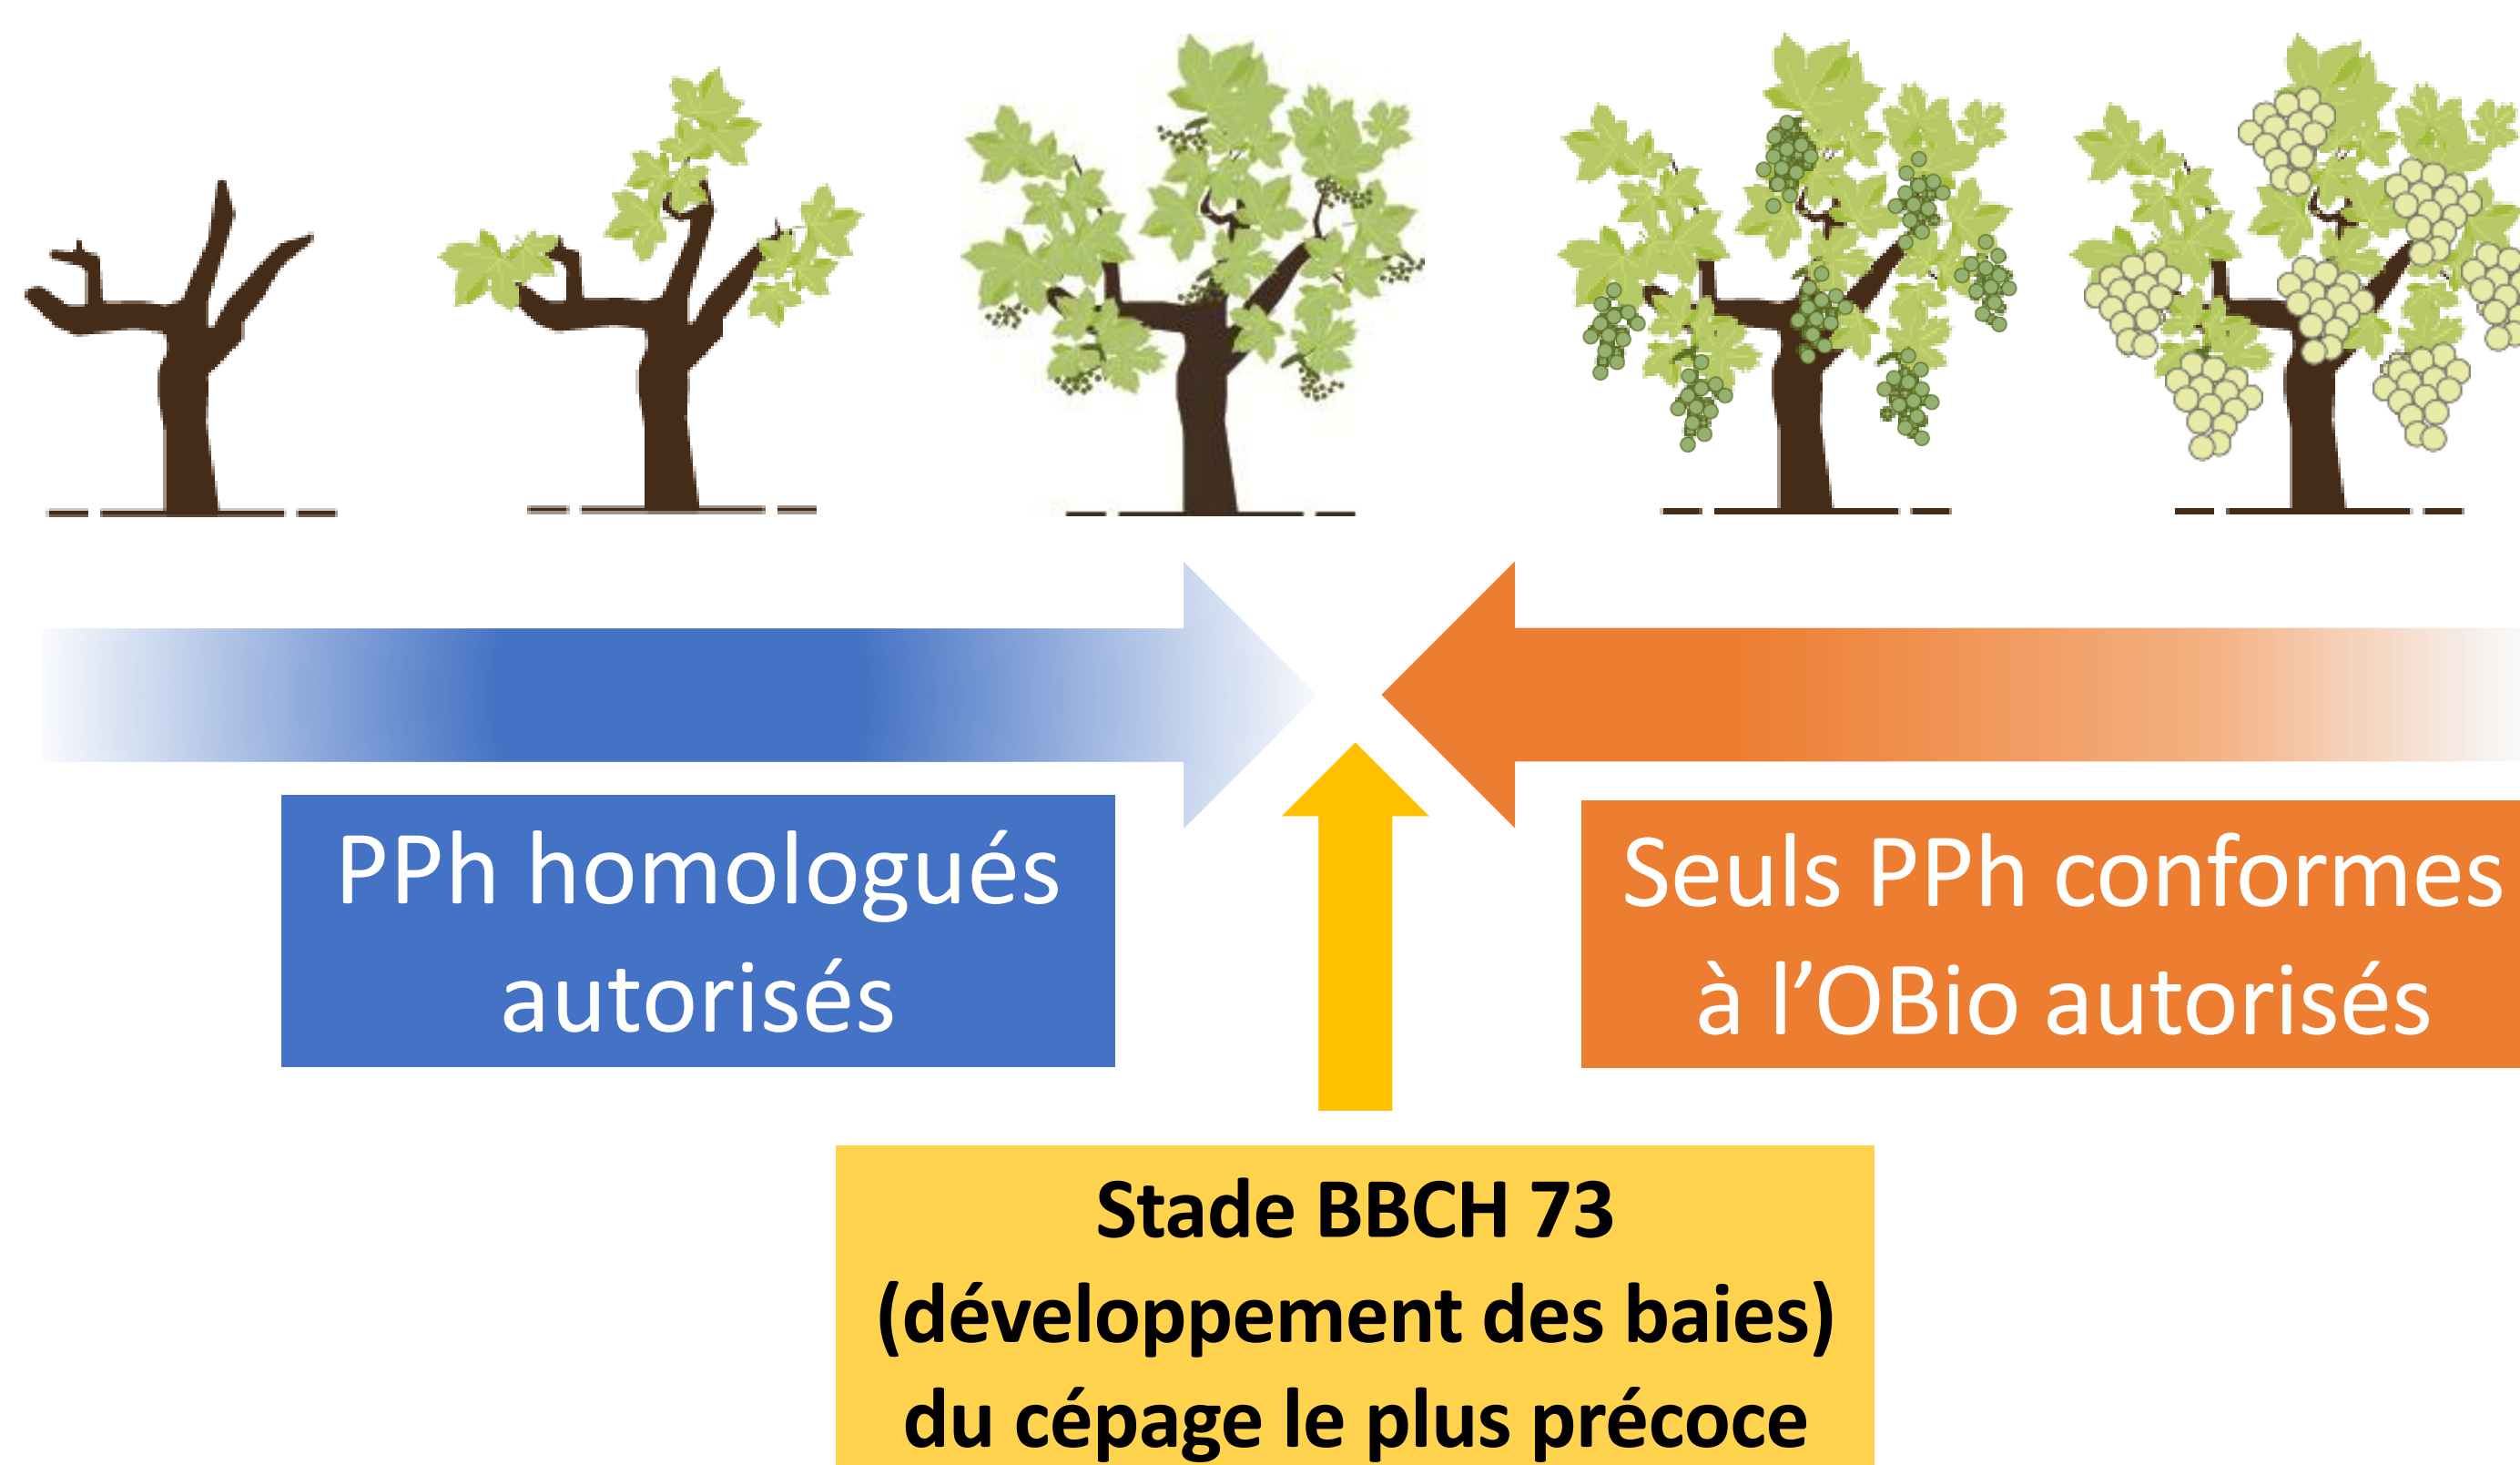 PPh homologués
autorisés
Seuls PPh conformes
à l’OBio autorisés
Stade BBCH 73
(développement des baies)
du cépage le plus précoce